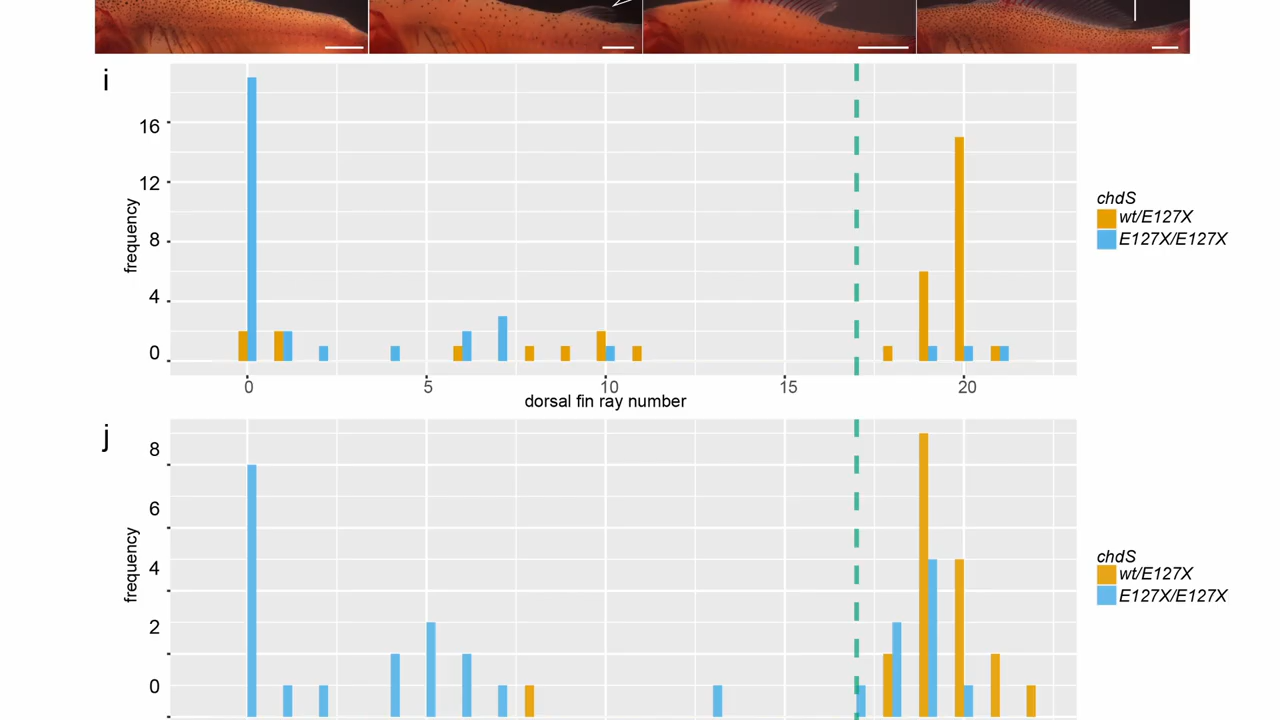 i
16
12
8
4
0
frequency
0 5 10 15 20
dorsal fin ray number
chdS
wt/E127X
E127X/E127X
j
8
6
4
2
0
frequency
chdS
wt/E127X
E127X/E127X